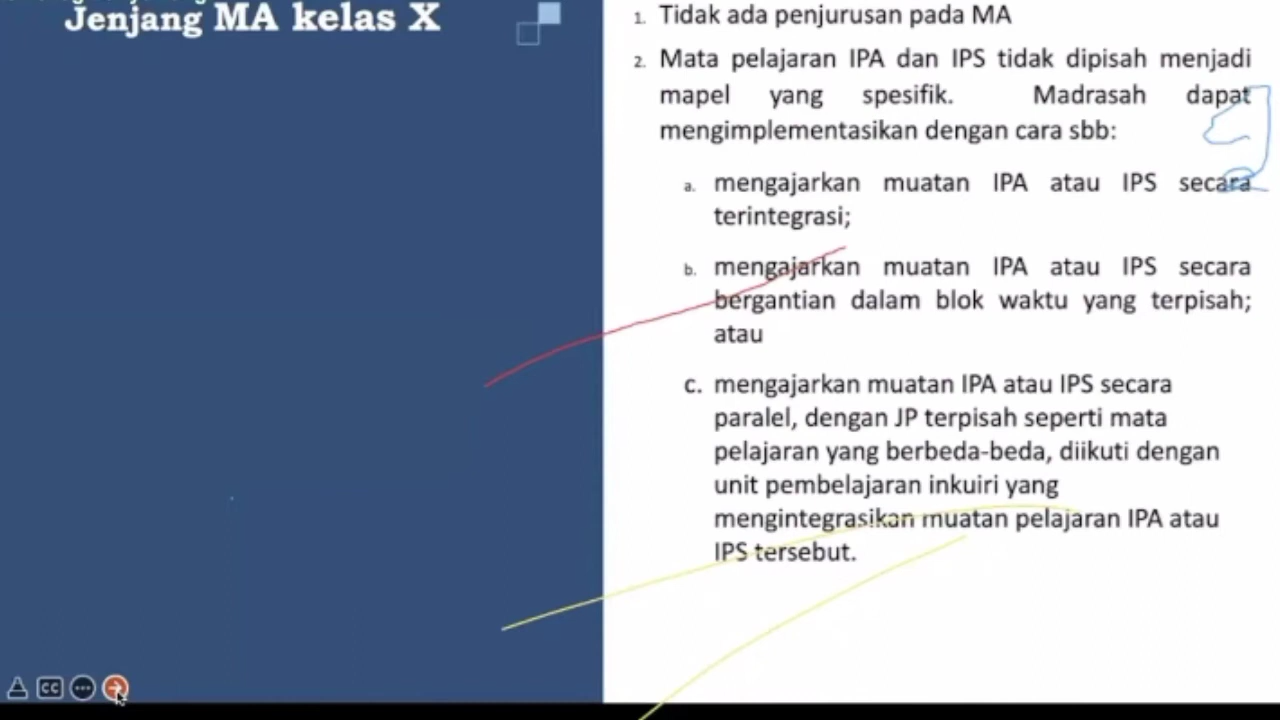 Jenjang MA kelas X
1. Tidak ada penjurusan pada MA
2. Mata pelajaran IPA dan IPS tidak dipisah menjadi
mapel yang spesifik. Madrasah dapat
mengimplementasikan dengan cara sbb:
a. mengajarkan muatan IPA atau IPS secara
terintegrasi;
b. mengajarkan muatan IPA atau IPS secara
bergantian dalam blok waktu yang terpisah;
atau
c. mengajarkan muatan IPA atau IPS secara
paralel, dengan JP terpisah seperti mata
pelajaran yang berbeda-beda, diikuti dengan
unit pembelajaran inkuiri yang
mengintegrasikan muatan pelajaran IPA atau
IPS tersebut.
CC